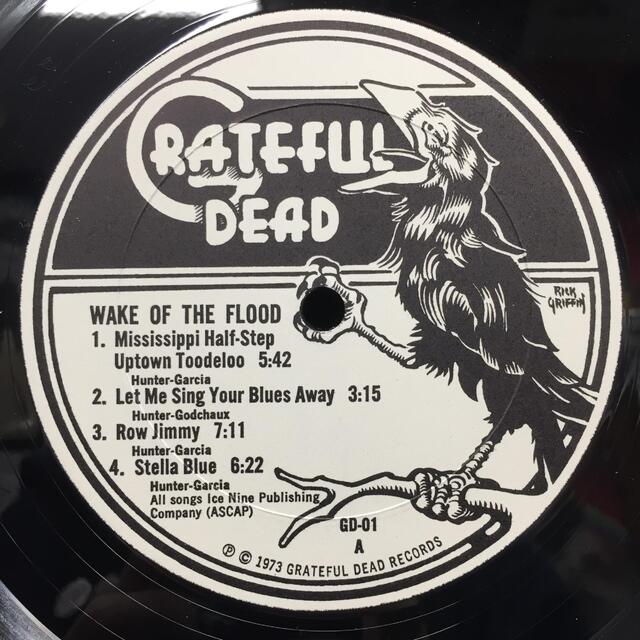 GRATEFUL
DEAD
RICK
GRIFFIN
WAKE OF THE FLOOD
1. Mississippi Half-Step
Uptown Toodeloo 5:42
Hunter-Garcia
2. Let Me Sing Your Blues Away 3:15
Hunter-Godchaux
3. Row Jimmy 7:11
Hunter-Garcia
4. Stella Blue 6:22
Hunter-Garcia
All songs Ice Nine Publishing
Company (ASCAP)
GD-01
A
℗ © 1973 GRATEFUL DEAD RECORDS